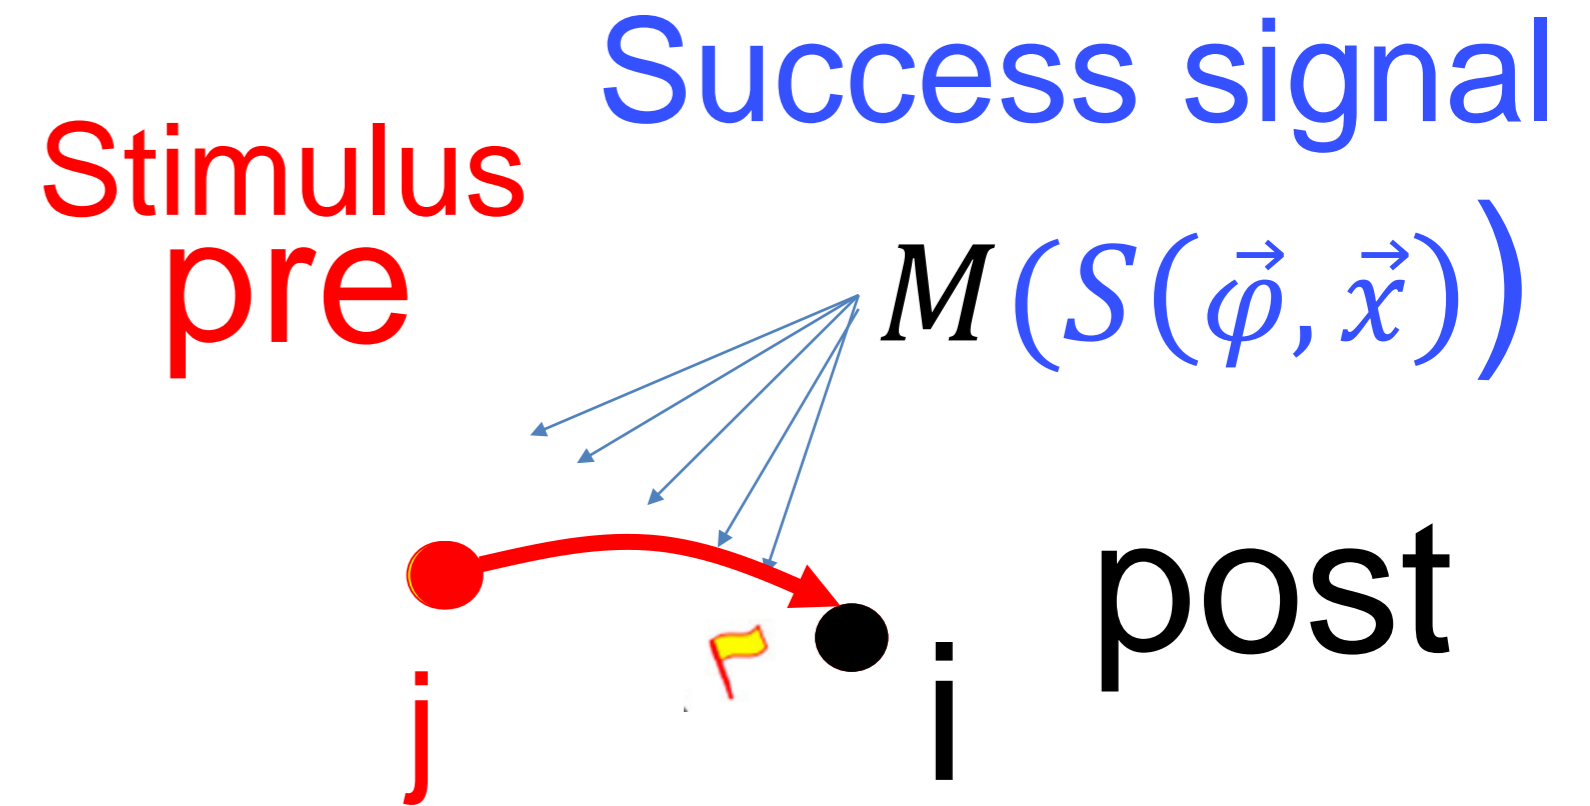 Success signal
Stimulus
pre
M(S(φ⃗, x⃗))
post
j
i